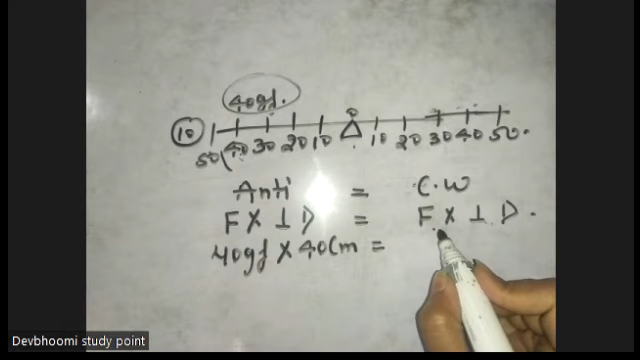 40gf.
10 0
50 40 30 20 10 10 20 30 40 50.
Anti = C.W
F X ⊥ D = F X ⊥ D.
40gf X 40cm =
Devbhoomi study point